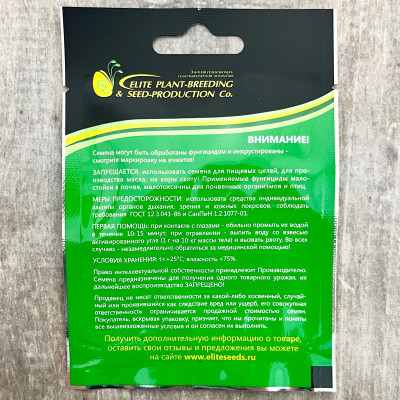 Элитная селекционно-
семеноводческая компания
ELITE PLANT-BREEDING
& SEED-PRODUCTION Co.
ВНИМАНИЕ!
Семена могут быть обработаны фунгицидом и инкрустированы -
смотрите маркировку на этикетке!
ЗАПРЕЩАЕТСЯ: использовать семена для пищевых целей, для про-
изводства масла, на корм скоту) Применяемые фунгициды мало-
стойки в почве, малотоксичны для почвенных организмов и птиц.
МЕРЫ ПРЕДОСТОРОЖНОСТИ: использовать средства индивидуальной
защиты органов дыхания, зрения и кожных покровов, соблюдать
требования ГОСТ 12.3.041-86 и СанПиН 1.2.1077-01.
ПЕРВАЯ ПОМОЩЬ: при контакте с глазами - обильно промыть их водой
в течение 10-15 минут, при отравлении - выпить воду со взвесью
активированного угля (1 г на 10 кг массы тела) и вызвать рвоту. Во всех
случаях - незамедлительно обратиться за медицинской помощью!
УСЛОВИЯ ХРАНЕНИЯ: t<+25°С; влажность <75%.
Право интеллектуальной собственности принадлежит Производителю.
Семена предназначены для получения одного товарного урожая, их
дальнейшее воспроизводство ЗАПРЕЩЕНО!
Продавец не несет ответственности за какой-либо косвенный, случай-
ный или проявившийся как следствие вред или ущерб, его совокупная
ответственность ограничивается продажной стоимостью семян.
Покупатель, вскрывая упаковку, признает, что им прочитаны и поняты
все вышеизложенные условия и он согласен их выполнять.
Получить дополнительную информацию о товаре,
оставить свои отзывы и предложения вы можете
на сайте www.eliteseeds.ru